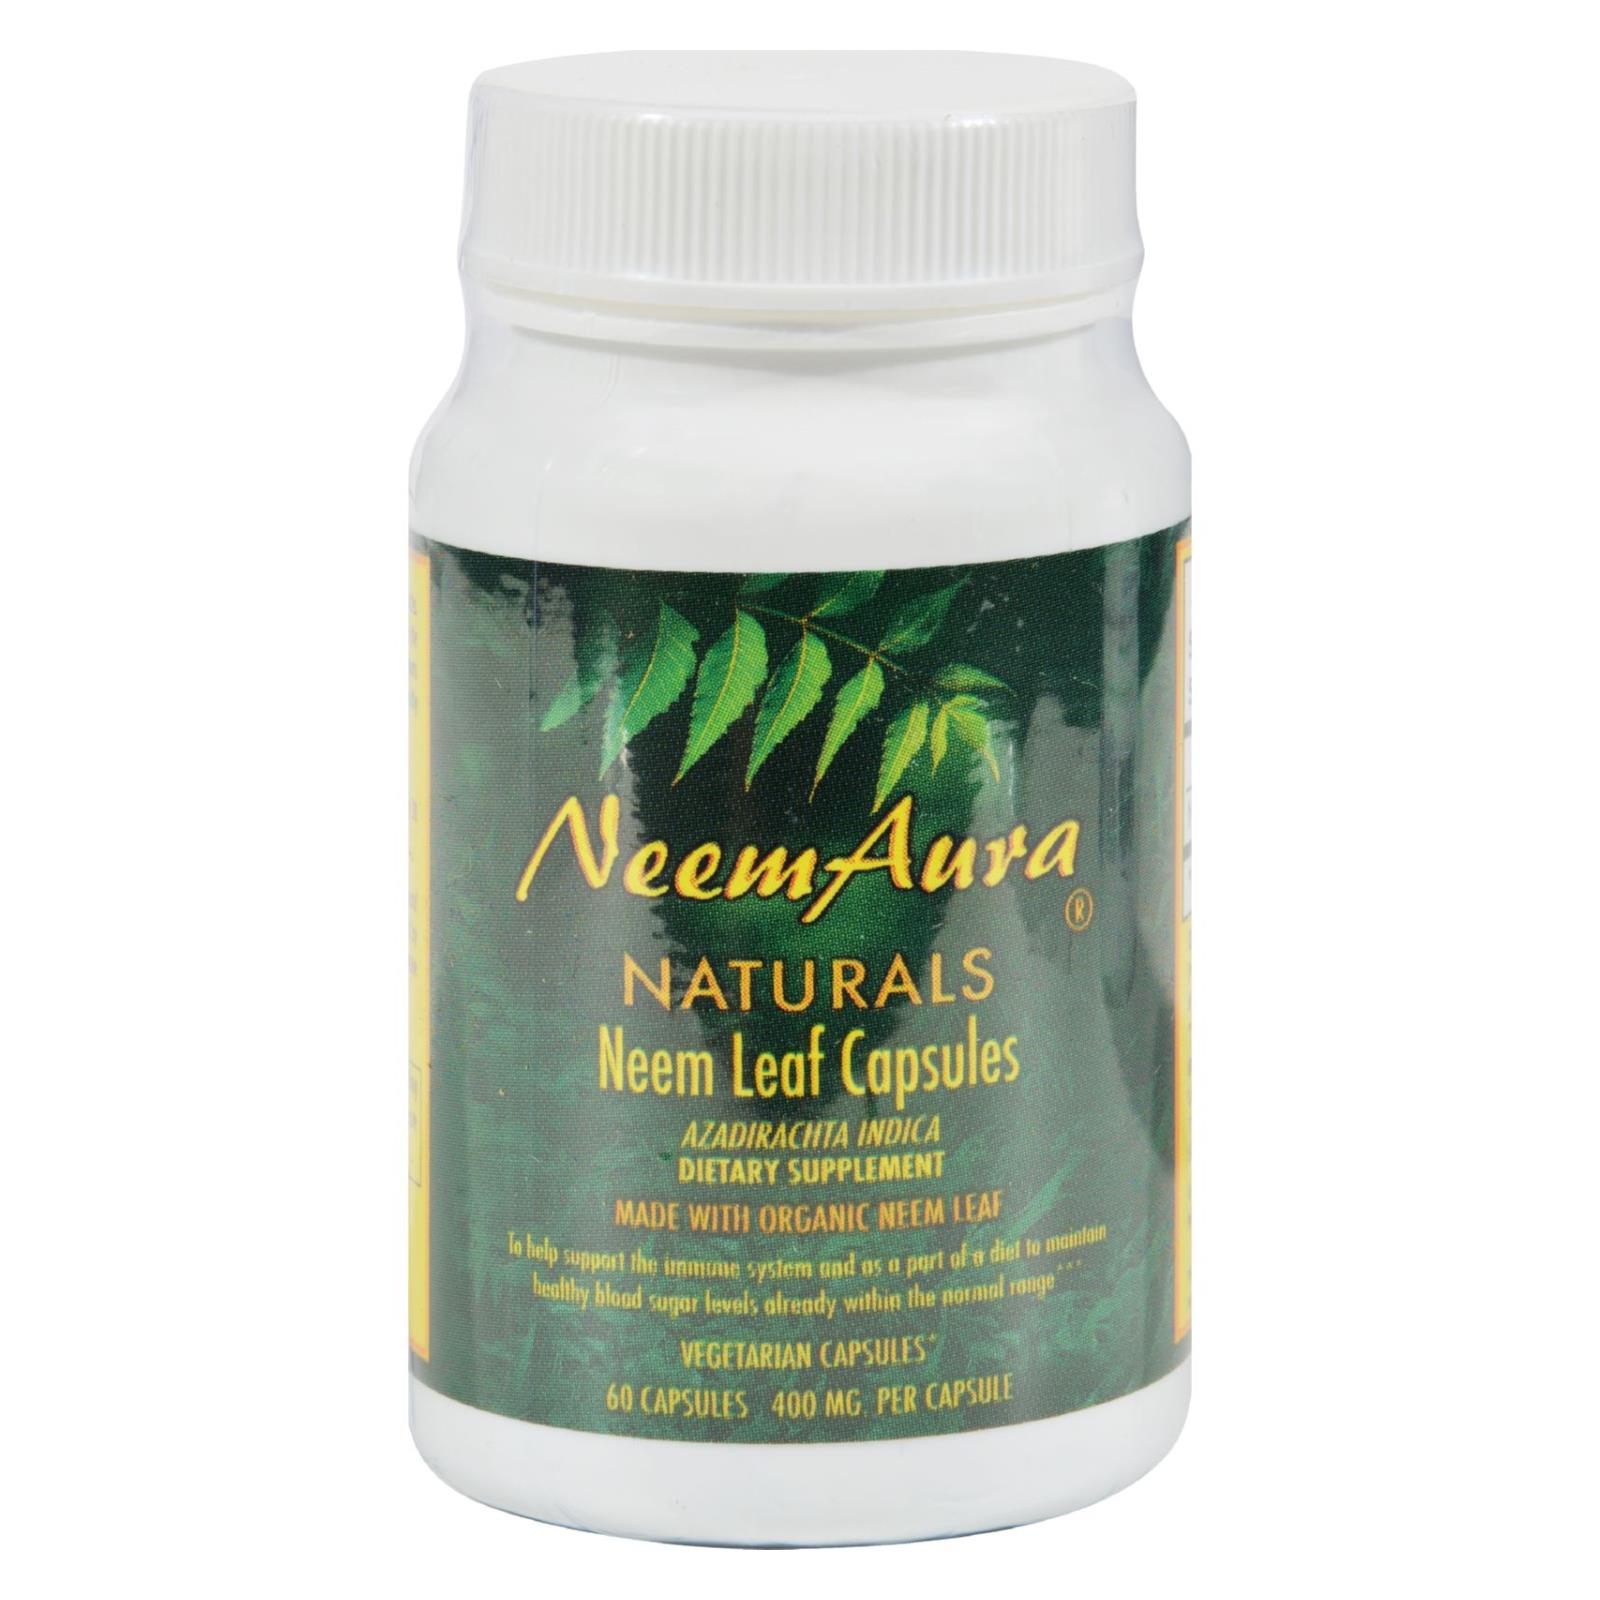 NeemAura
®
NATURALS
Neem Leaf Capsules
AZADIRACHTA INDICA
DIETARY SUPPLEMENT
MADE WITH ORGANIC NEEM LEAF
To help support the immune system and as a part of a diet to maintain
healthy blood sugar levels already within the normal range^^^
VEGETARIAN CAPSULES*
60 CAPSULES 400 MG. PER CAPSULE